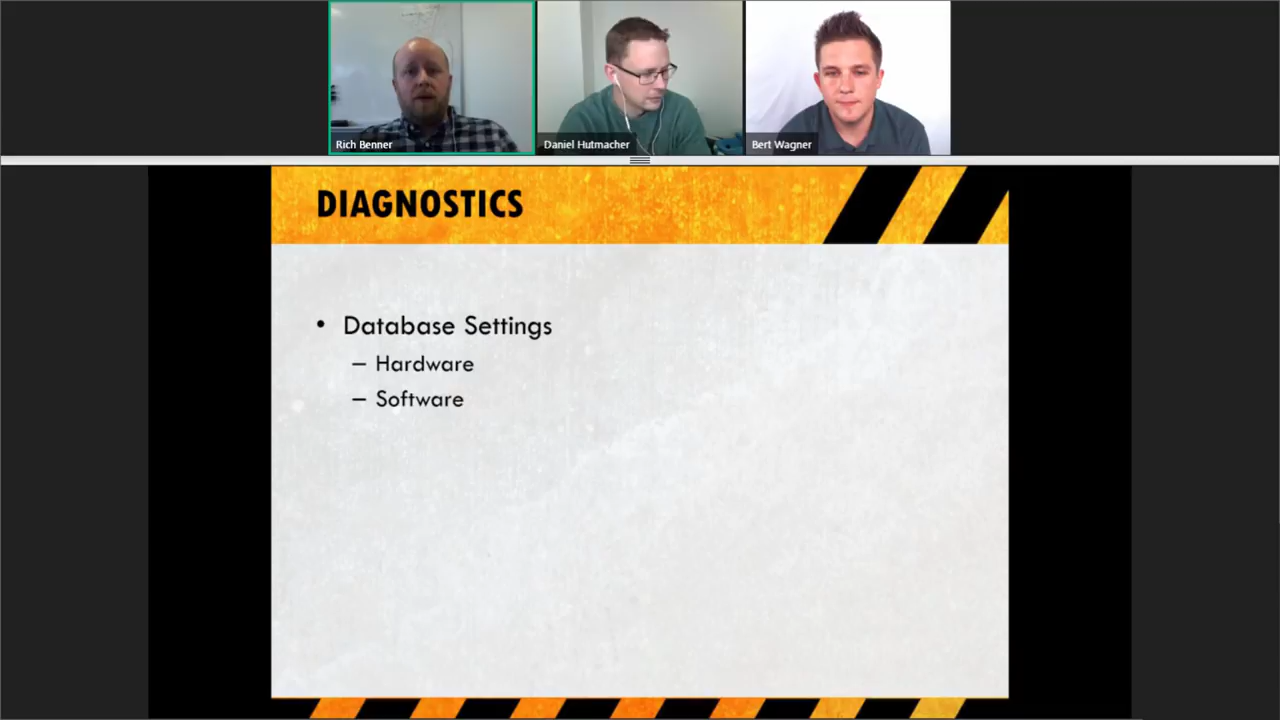 Rich Benner
Daniel Hutmacher
Bert Wagner
DIAGNOSTICS
• Database Settings
– Hardware
– Software